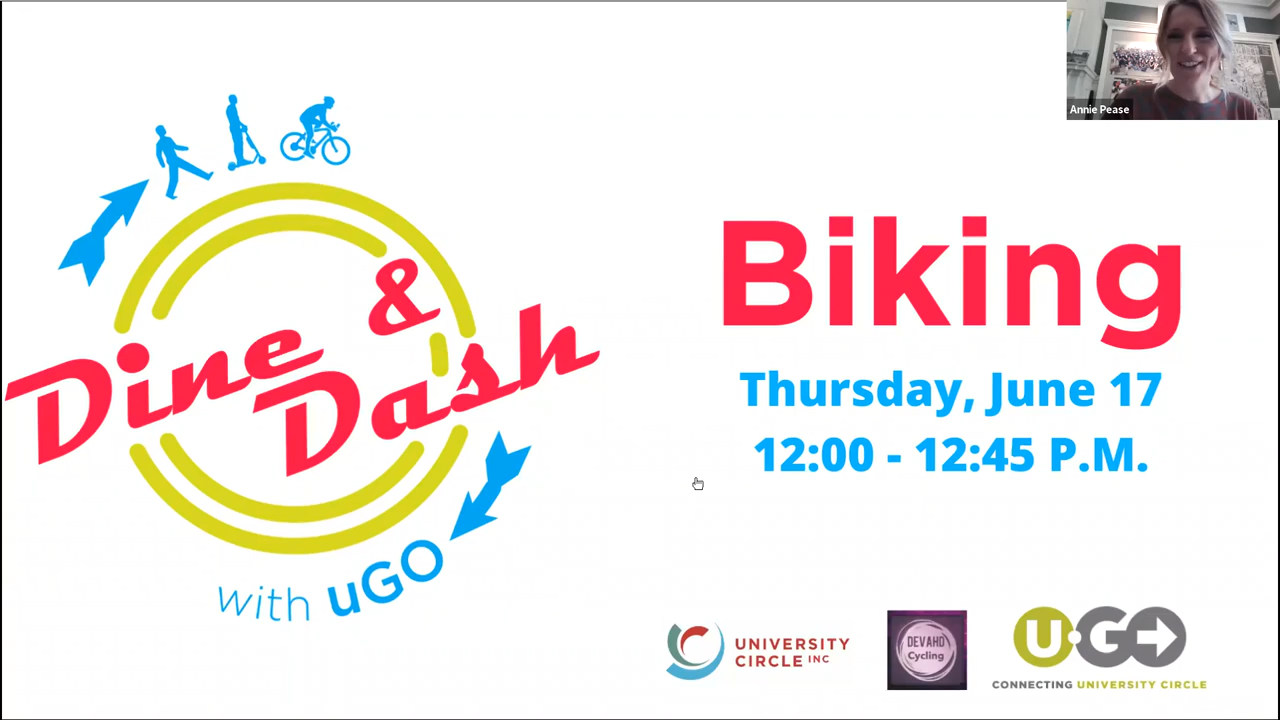 Annie Pease
Dine &
Dash
with uGO
Biking
Thursday, June 17
12:00 - 12:45 P.M.
UNIVERSITY
CIRCLE INC
DEVAHD
Cycling
U·GO
CONNECTING UNIVERSITY CIRCLE